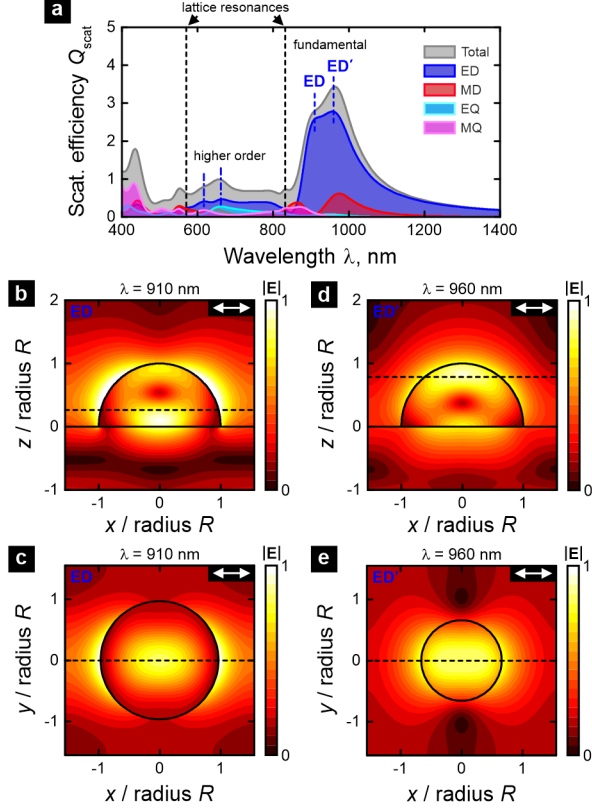 a
lattice resonances
fundamental
ED
ED′
higher order
Total
ED
MD
EQ
MQ
Scat. efficiency Qscat
5
4
3
2
1
0
400 600 800 1000 1200 1400
Wavelength λ, nm
b
λ = 910 nm
|E|
ED
1
0
2
1
0
-1
z / radius R
-1 0 1
x / radius R
d
λ = 960 nm
|E|
ED′
1
0
2
1
0
-1
z / radius R
-1 0 1
x / radius R
c
λ = 910 nm
|E|
ED
1
0
1
0
-1
y / radius R
-1 0 1
x / radius R
e
λ = 960 nm
|E|
ED′
1
0
1
0
-1
y / radius R
-1 0 1
x / radius R